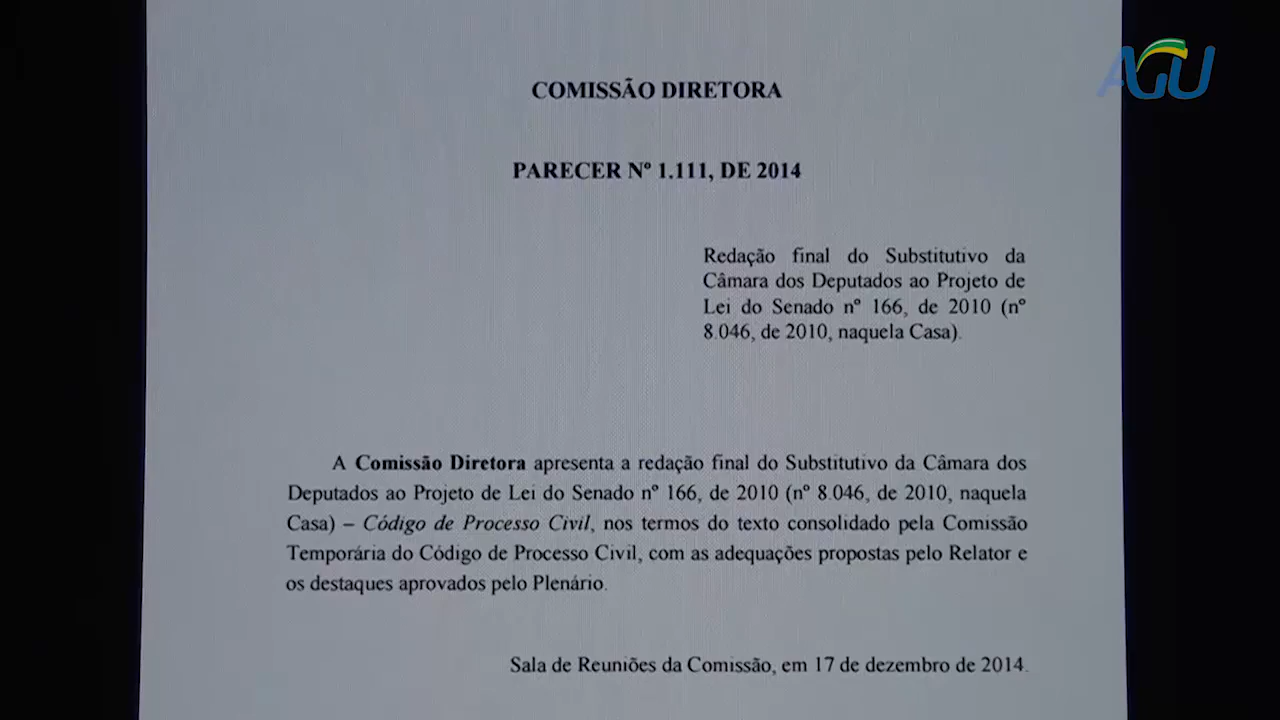 AGU
COMISSÃO DIRETORA
PARECER Nº 1.111, DE 2014
Redação final do Substitutivo da
Câmara dos Deputados ao Projeto de
Lei do Senado nº 166, de 2010 (nº
8.046, de 2010, naquela Casa).
A Comissão Diretora apresenta a redação final do Substitutivo da Câmara dos
Deputados ao Projeto de Lei do Senado nº 166, de 2010 (nº 8.046, de 2010, naquela
Casa) – Código de Processo Civil, nos termos do texto consolidado pela Comissão
Temporária do Código de Processo Civil, com as adequações propostas pelo Relator e
os destaques aprovados pelo Plenário.
Sala de Reuniões da Comissão, em 17 de dezembro de 2014.